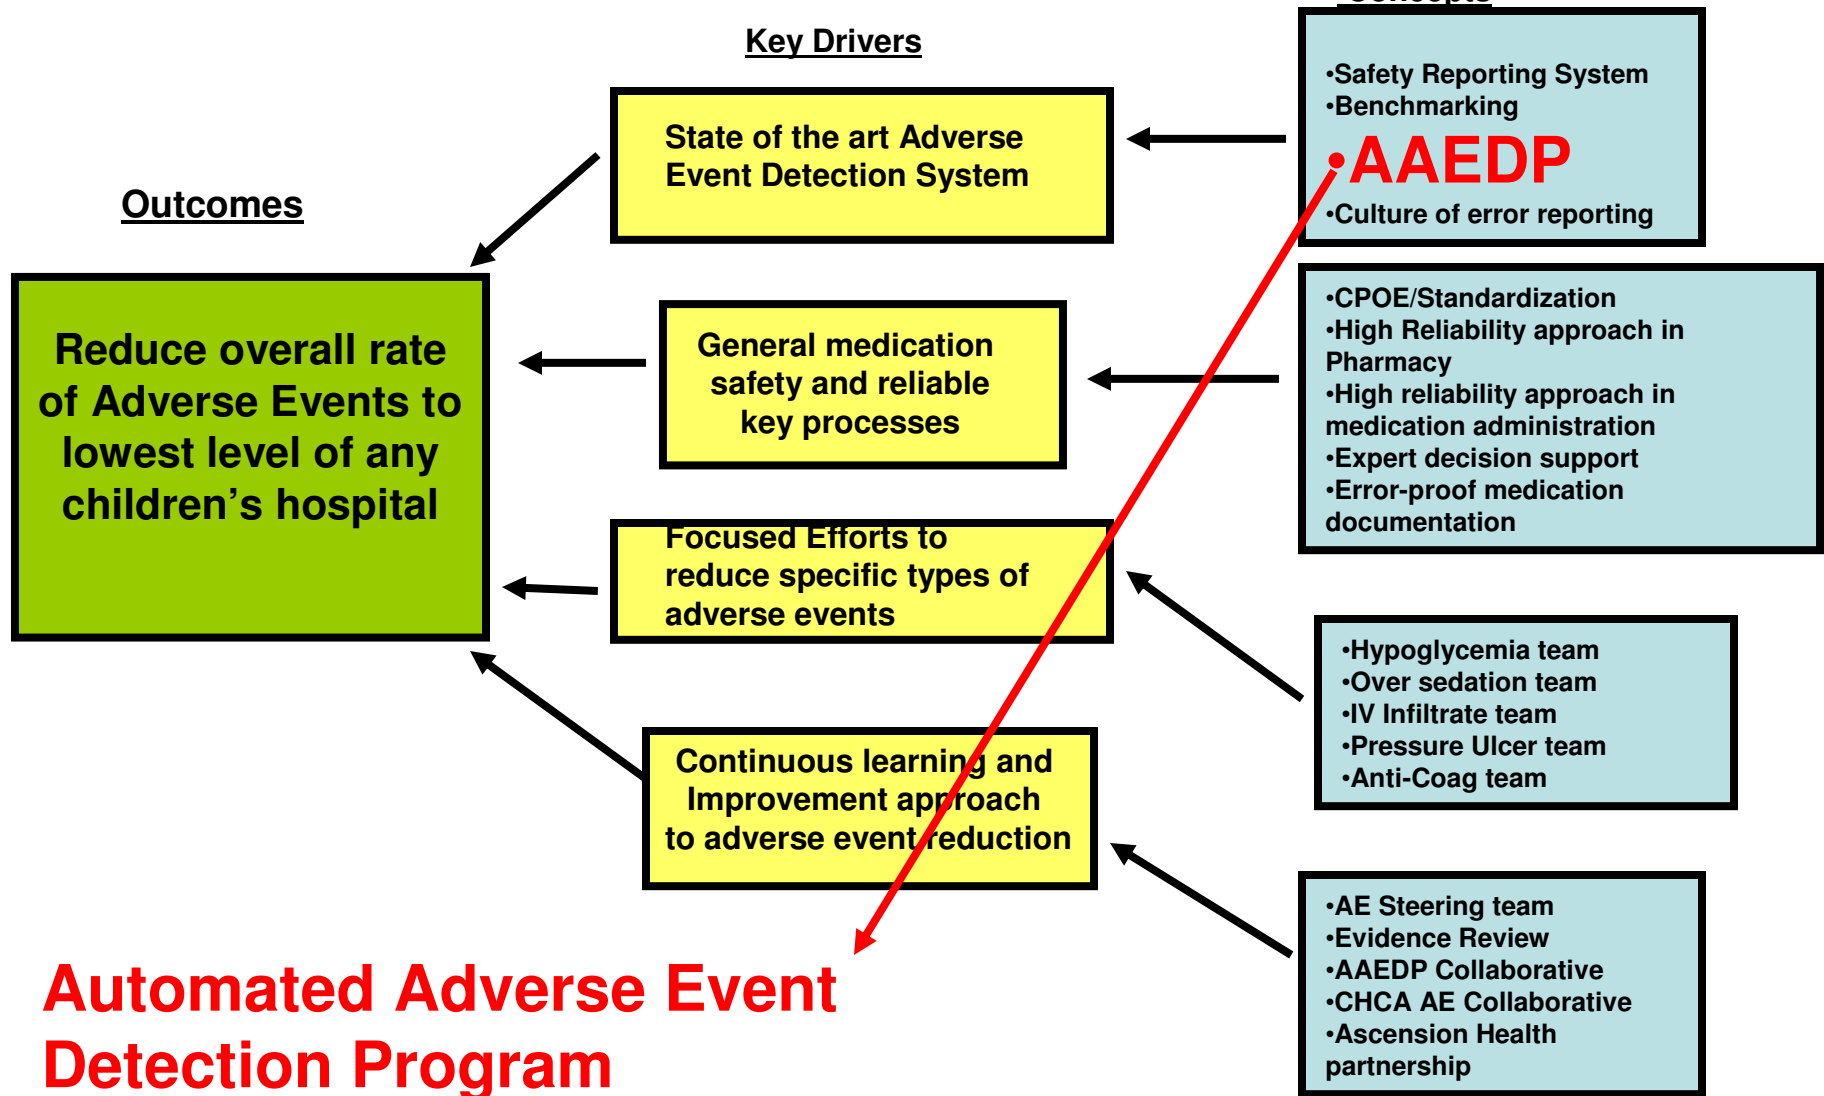 Concepts
Key Drivers
Outcomes
Reduce overall rate
of Adverse Events to
lowest level of any
children’s hospital
State of the art Adverse
Event Detection System
General medication
safety and reliable
key processes
Focused Efforts to
reduce specific types of
adverse events
Continuous learning and
Improvement approach
to adverse event reduction
•Safety Reporting System
•Benchmarking
•AAEDP
•Culture of error reporting
•CPOE/Standardization
•High Reliability approach in
Pharmacy
•High reliability approach in
medication administration
•Expert decision support
•Error-proof medication
documentation
•Hypoglycemia team
•Over sedation team
•IV Infiltrate team
•Pressure Ulcer team
•Anti-Coag team
•AE Steering team
•Evidence Review
•AAEDP Collaborative
•CHCA AE Collaborative
•Ascension Health
partnership
Automated Adverse Event
Detection Program